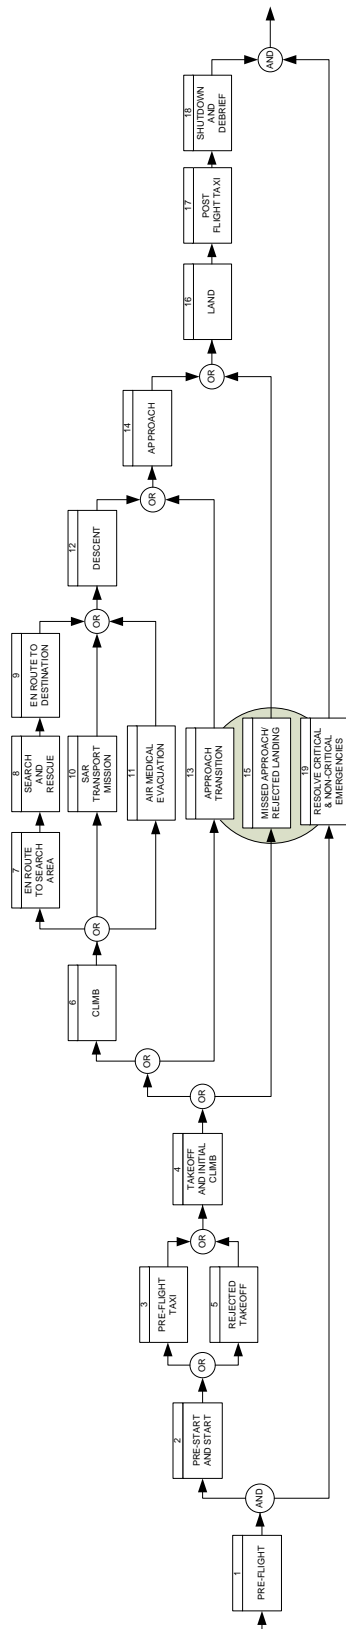 1
PRE-FLIGHT
AND
2
PRE-START
AND START
OR
3
PRE-FLIGHT
TAXI
5
REJECTED
TAKEOFF
OR
4
TAKEOFF
AND INITIAL
CLIMB
OR
OR
6
CLIMB
OR
7
EN ROUTE
TO SEARCH
AREA
8
SEARCH
AND
RESCUE
9
EN ROUTE TO
DESTINATION
10
SAR
TRANSPORT
MISSION
11
AIR MEDICAL
EVACUATION
OR
12
DESCENT
13
APPROACH
TRANSITION
OR
14
APPROACH
15
MISSED APPROACH/
REJECTED LANDING
OR
16
LAND
17
POST
FLIGHT TAXI
18
SHUTDOWN
AND
DEBRIEF
19
RESOLVE CRITICAL
& NON-CRITICAL
EMERGENCIES
AND